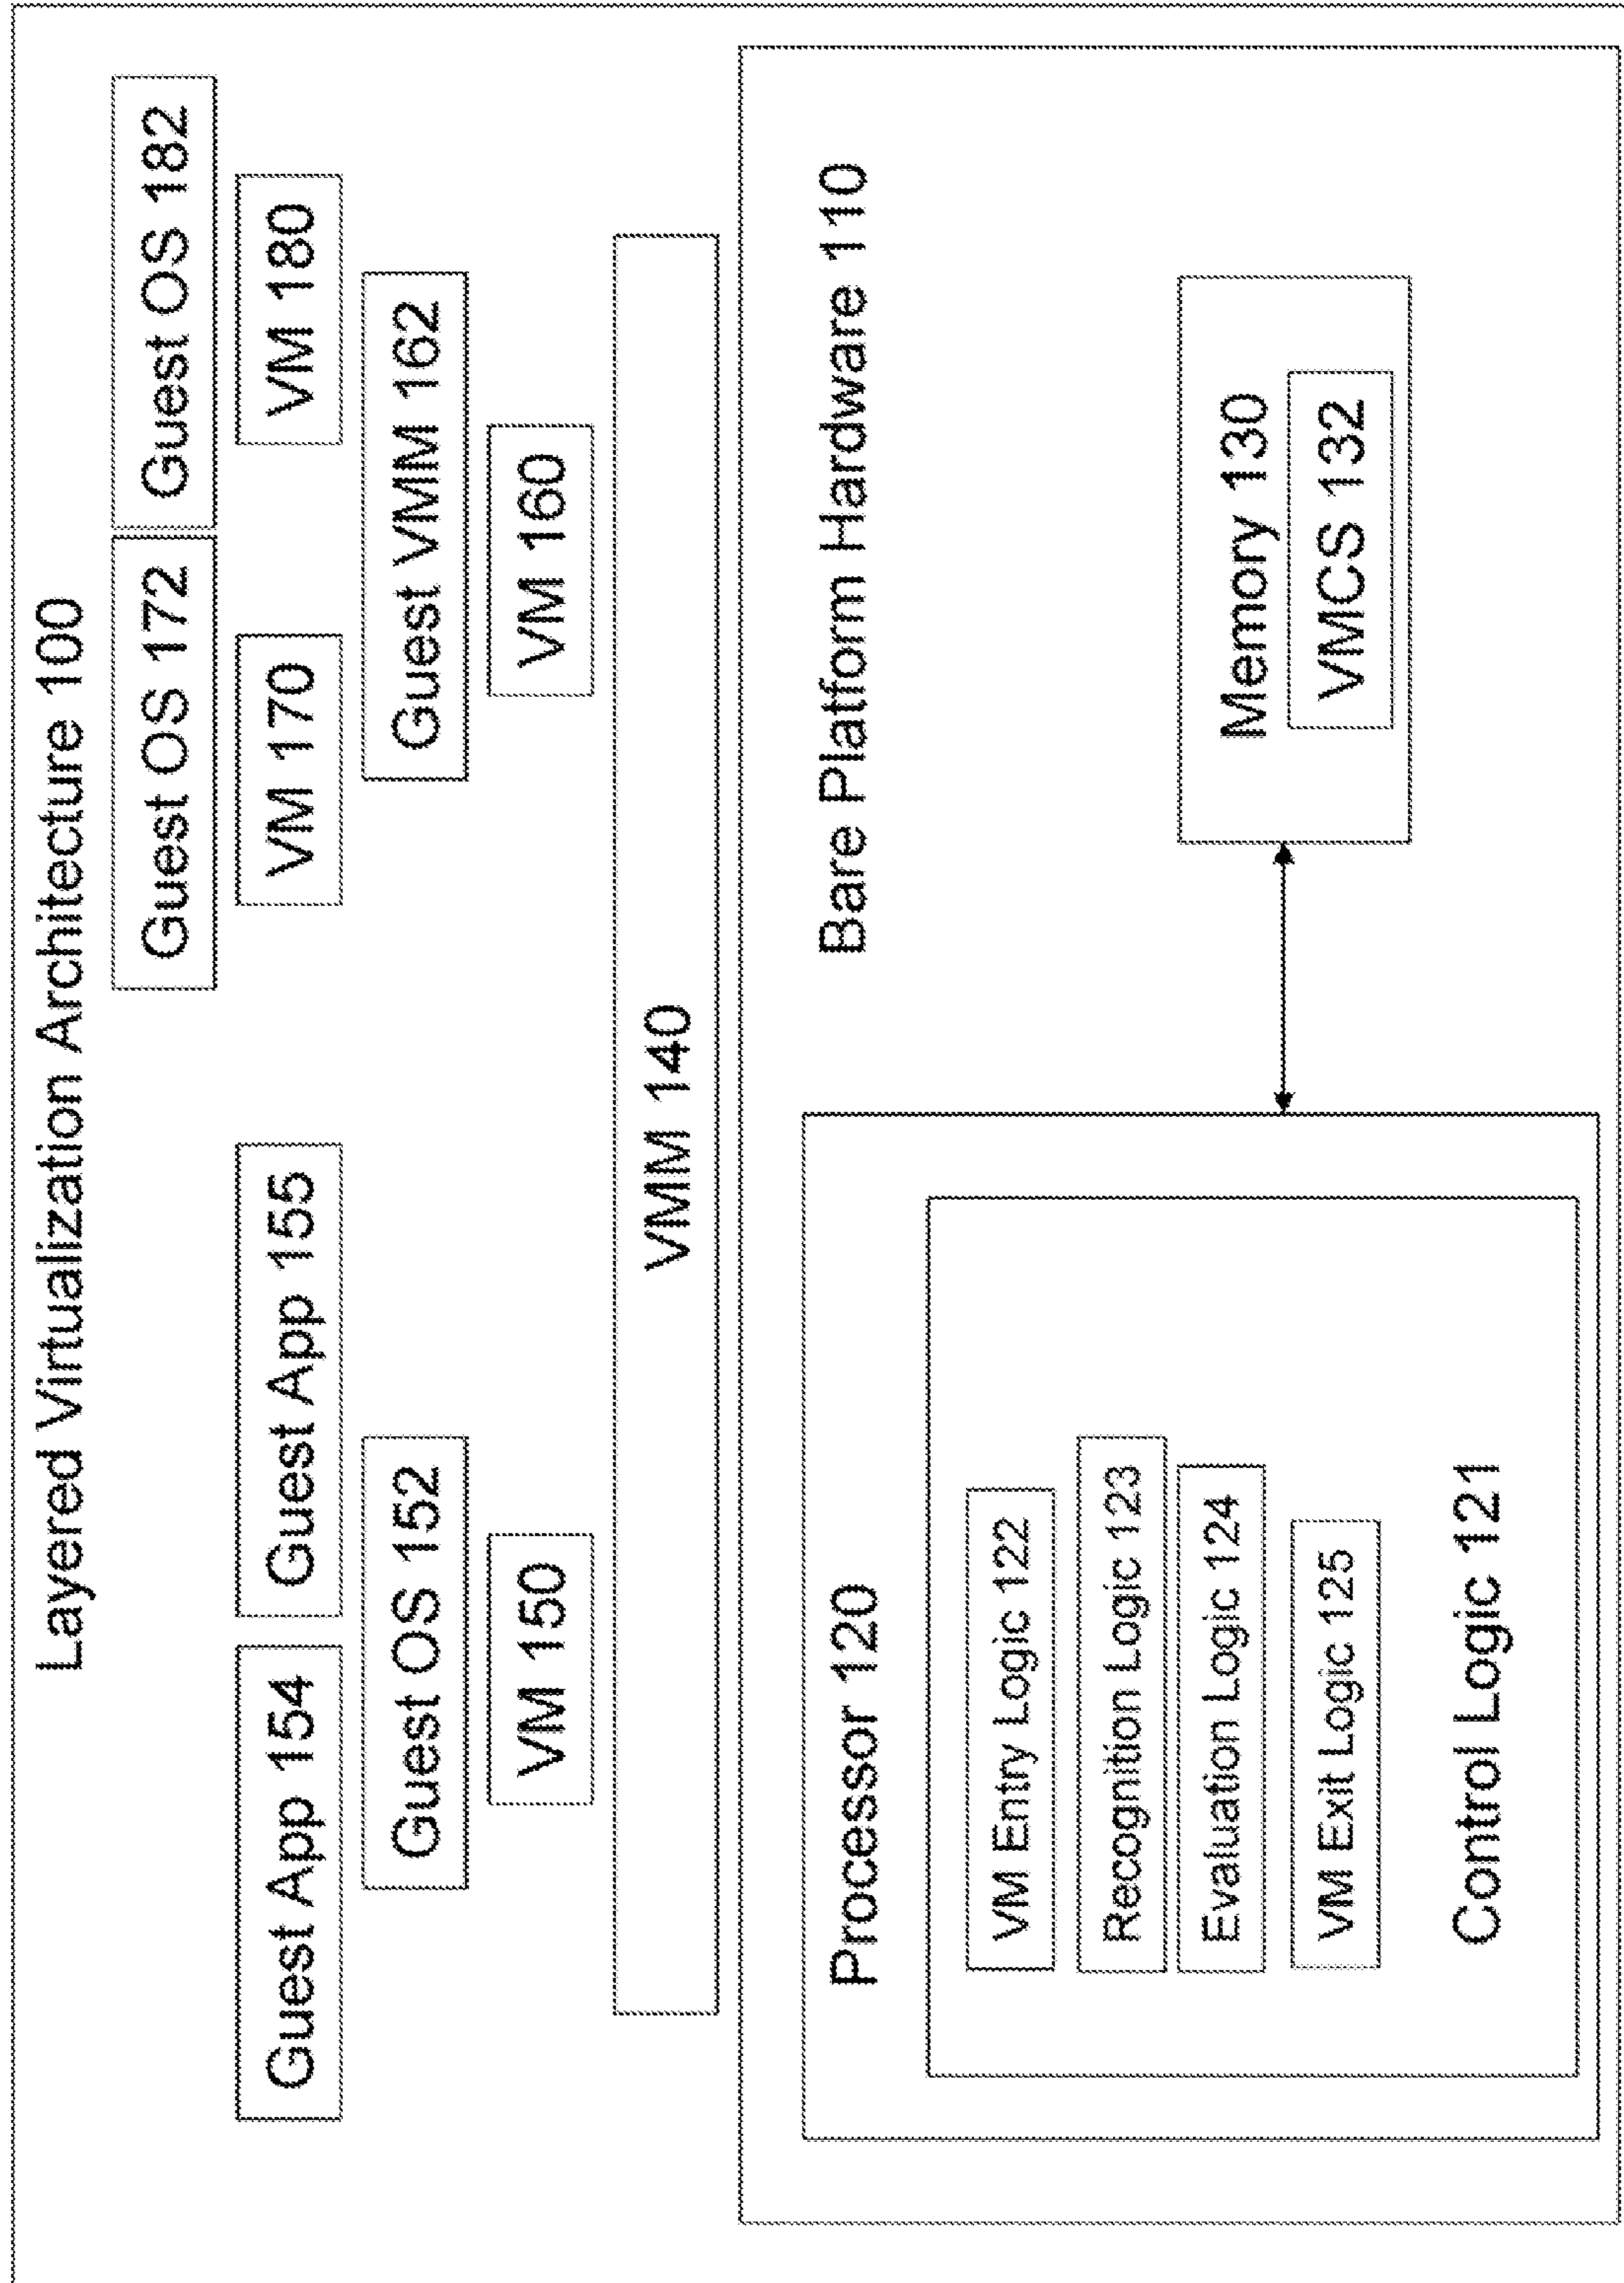 Layered Virtualization Architecture 100
Guest OS 172
Guest OS 182
Guest App 154
Guest App 155
VM 170
VM 180
Guest OS 152
Guest VMM 162
VM 150
VM 160
VMM 140
Bare Platform Hardware 110
Processor 120
VM Entry Logic 122
Recognition Logic 123
Evaluation Logic 124
VM Exit Logic 125
Control Logic 121
Memory 130
VMCS 132